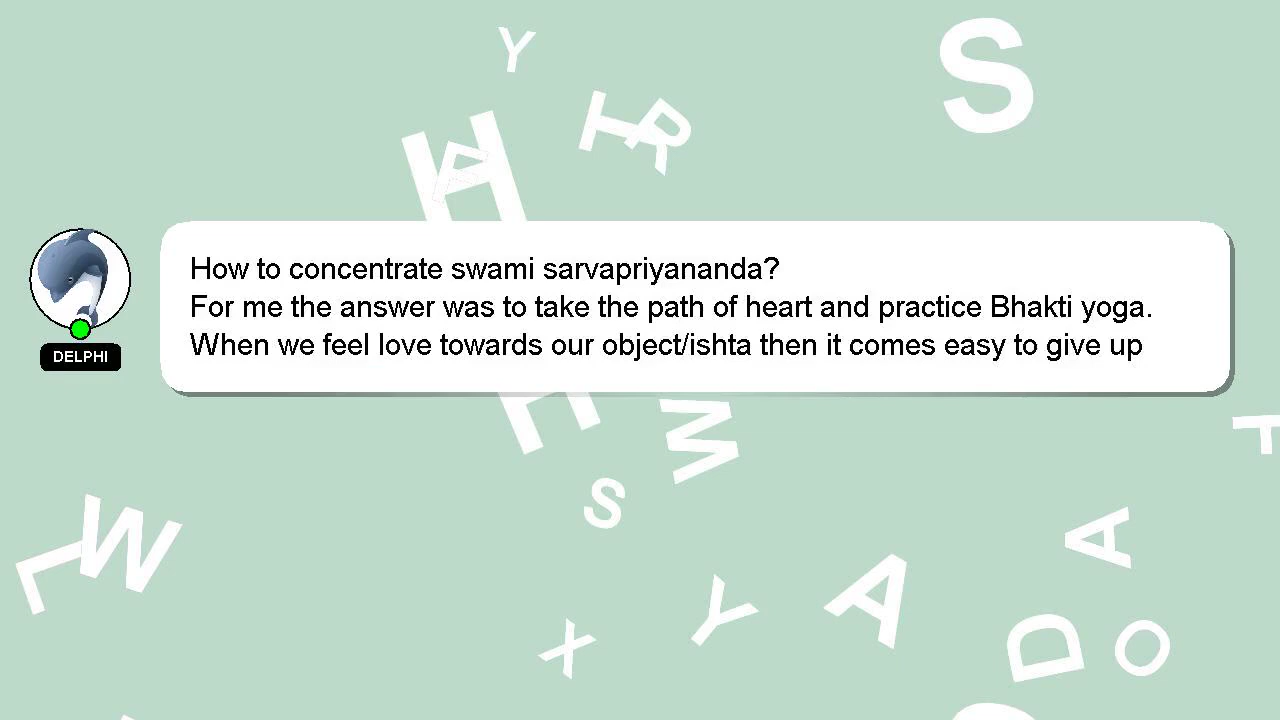 Y
S
T
R
H
A
How to concentrate swami sarvapriyananda?
For me the answer was to take the path of heart and practice Bhakti yoga.
When we feel love towards our object/ishta then it comes easy to give up
DELPHI
H
W
S
W
L
A
A
Y
X
D
O